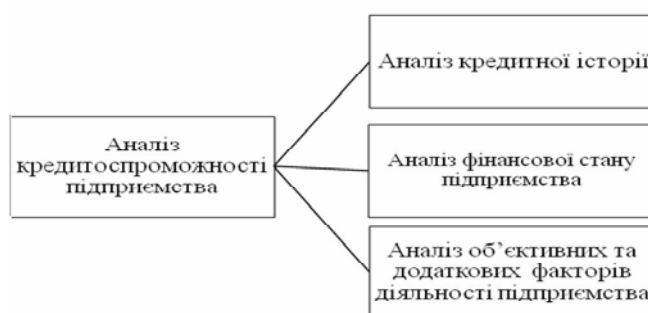 Аналіз кредитної історії
Аналіз
кредитоспроможності
підприємства
Аналіз фінансової стану
підприємства
Аналіз об’єктивних та
додаткових факторів
діяльності підприємства